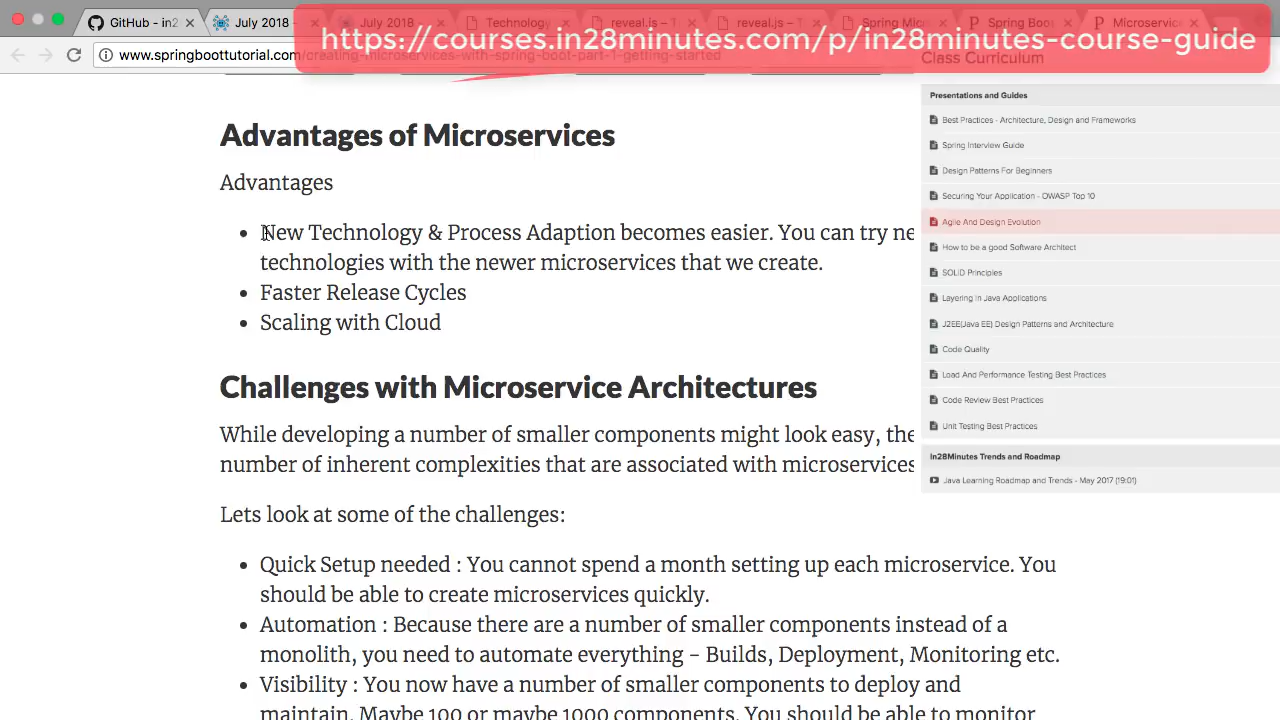 GitHub - in2
July 2018 -
July 2018
Technology
reveal.js – T
reveal.js – T
Spring Mic
Spring Boo
Microservic
https://courses.in28minutes.com/p/in28minutes-course-guide
www.springboottutorial.com/creating-microservices-with-spring-boot-part-1-getting-started
Class Curriculum
Advantages of Microservices
Advantages
New Technology & Process Adaption becomes easier. You can try ne
technologies with the newer microservices that we create.
Faster Release Cycles
Scaling with Cloud
Challenges with Microservice Architectures
While developing a number of smaller components might look easy, the
number of inherent complexities that are associated with microservices
Lets look at some of the challenges:
Quick Setup needed : You cannot spend a month setting up each microservice. You
should be able to create microservices quickly.
Automation : Because there are a number of smaller components instead of a
monolith, you need to automate everything – Builds, Deployment, Monitoring etc.
Visibility : You now have a number of smaller components to deploy and
maintain. Maybe 100 or maybe 1000 components. You should be able to monitor
Presentations and Guides
Best Practices - Architecture, Design and Frameworks
Spring Interview Guide
Design Patterns For Beginners
Securing Your Application - OWASP Top 10
Agile And Design Evolution
How to be a good Software Architect
SOLID Principles
Layering in Java Applications
J2EE(Java EE) Design Patterns and Architecture
Code Quality
Load And Performance Testing Best Practices
Code Review Best Practices
Unit Testing Best Practices
In28Minutes Trends and Roadmap
Java Learning Roadmap and Trends - May 2017 (19:01)